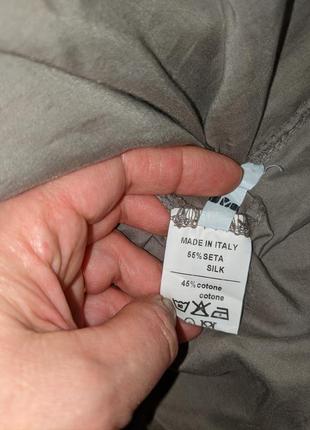 M
MADE IN ITALY
55%SETA
SILK
45%cotone
cotone